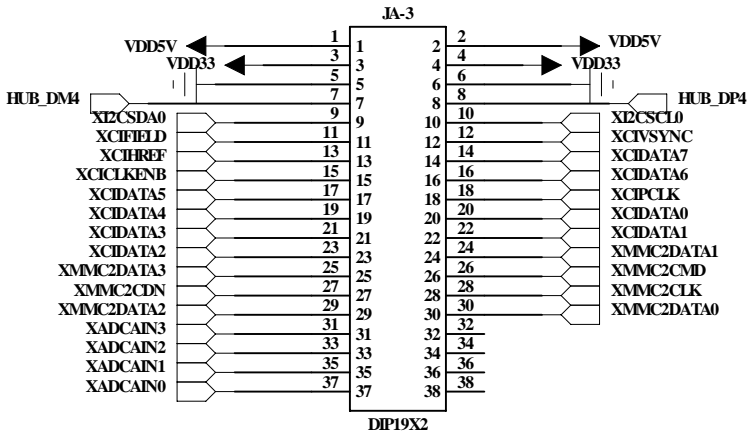 JA-3
VDD5V 1 1 2 2 VDD5V
VDD33 3 3 4 4 VDD33
5 5 6 6
HUB_DM4 7 7 8 8 HUB_DP4
XI2CSDA0 9 9 10 10 XI2CSCL0
XCIFIELD 11 11 12 12 XCIVSYNC
XCIHREF 13 13 14 14 XCIDATA7
XCICLKENB 15 15 16 16 XCIDATA6
XCIDATA5 17 17 18 18 XCIPCLK
XCIDATA4 19 19 20 20 XCIDATA0
XCIDATA3 21 21 22 22 XCIDATA1
XCIDATA2 23 23 24 24 XMMC2DATA1
XMMC2DATA3 25 25 26 26 XMMC2CMD
XMMC2CDN 27 27 28 28 XMMC2CLK
XMMC2DATA2 29 29 30 30 XMMC2DATA0
XADCAIN3 31 31 32 32
XADCAIN2 33 33 34 34
XADCAIN1 35 35 36 36
XADCAIN0 37 37 38 38
DIP19X2